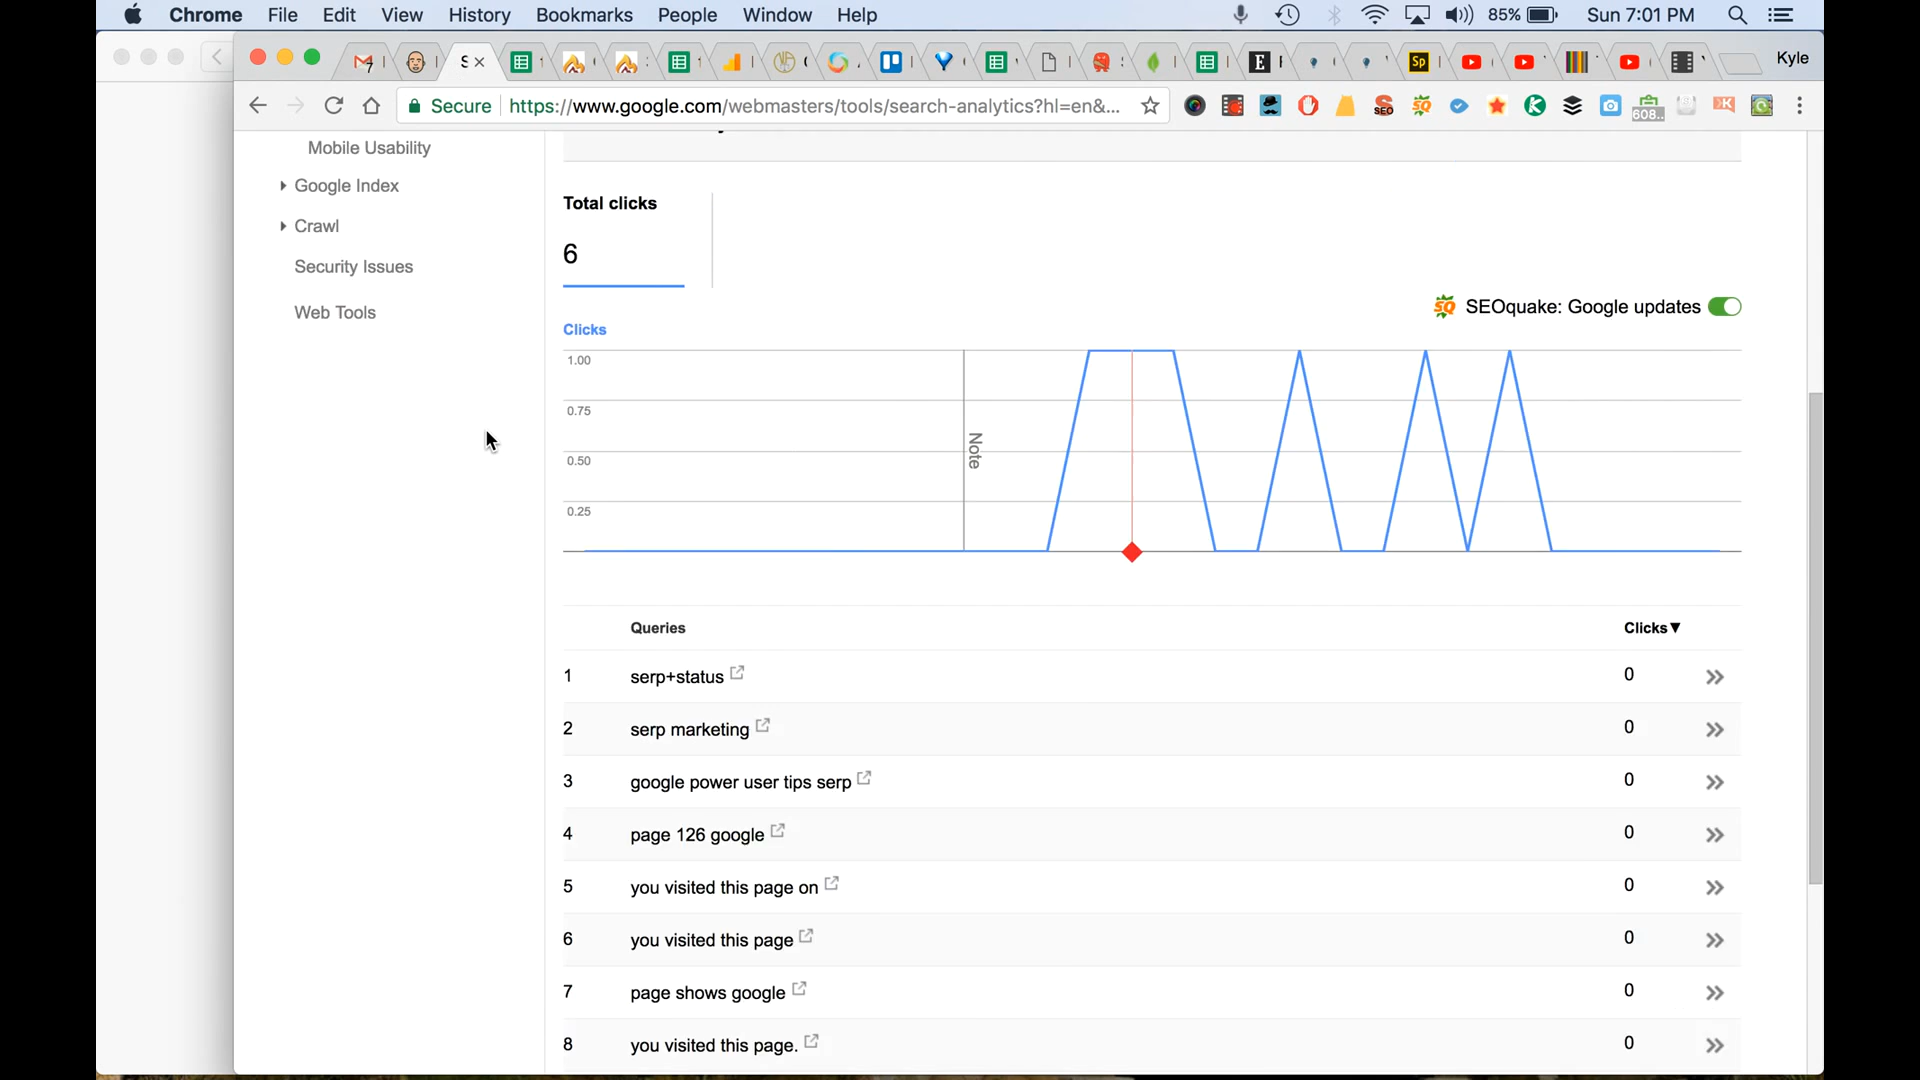 Chrome File Edit View History Bookmarks People Window Help 85% Sun 7:01 PM
Kyle
Secure https://www.google.com/webmasters/tools/search-analytics?hl=en&...
Mobile Usability
Google Index
Crawl
Security Issues
Web Tools
Total clicks
6
SEOquake: Google updates
Clicks
1.00
0.75
0.50
0.25
Note
Queries Clicks▼
1 serp+status 0
2 serp marketing 0
3 google power user tips serp 0
4 page 126 google 0
5 you visited this page on 0
6 you visited this page 0
7 page shows google 0
8 you visited this page. 0